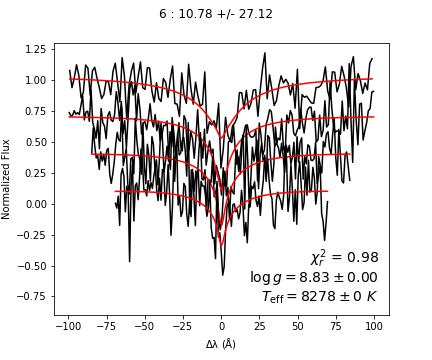 6 : 10.78 +/- 27.12
1.25
1.00
0.75
0.50
0.25
0.00
−0.25
−0.50
−0.75
Normalized Flux
χ²ᵣ = 0.98
log g = 8.83 ± 0.00
T_eff = 8278 ± 0 K
−100 −75 −50 −25 0 25 50 75 100
Δλ (Å)